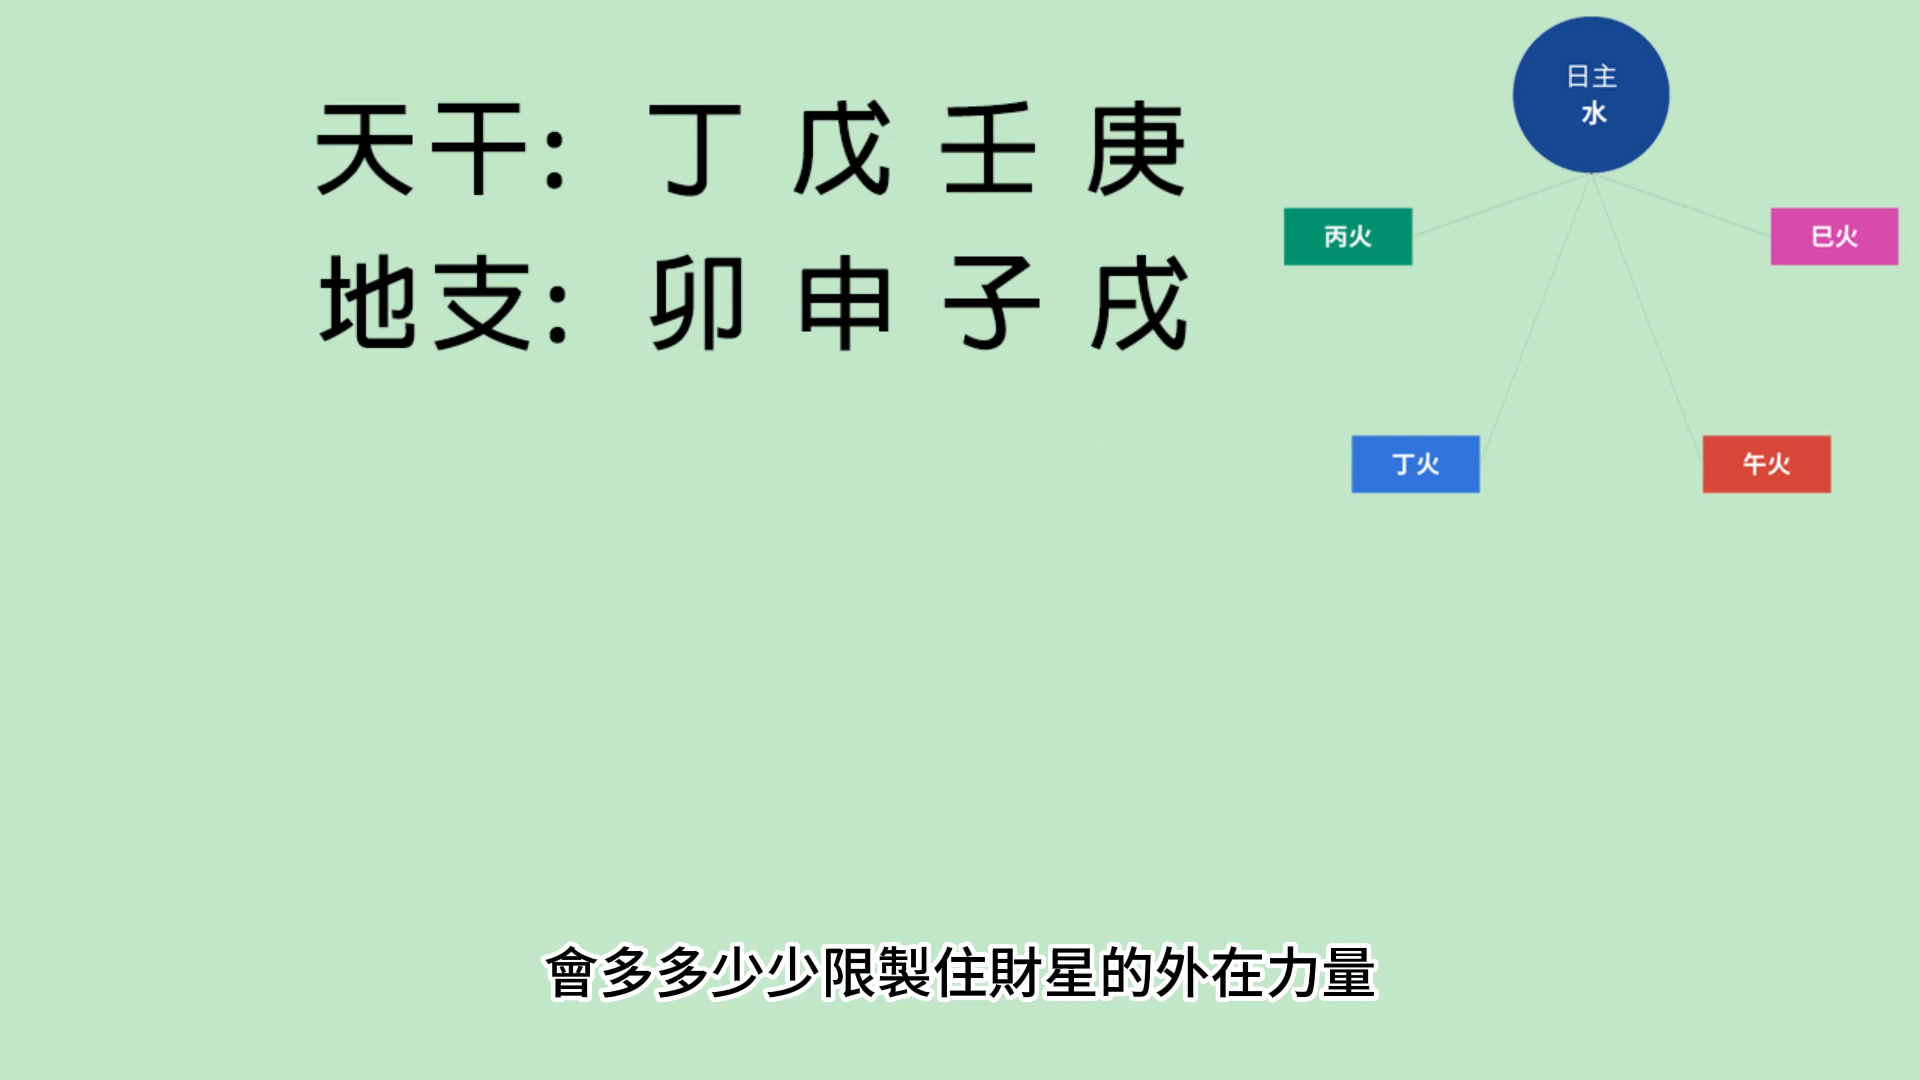 天干: 丁 戊 壬 庚
地支: 卯 申 子 戌
日主
水
丙火
巳火
丁火
午火
會多多少少限製住財星的外在力量